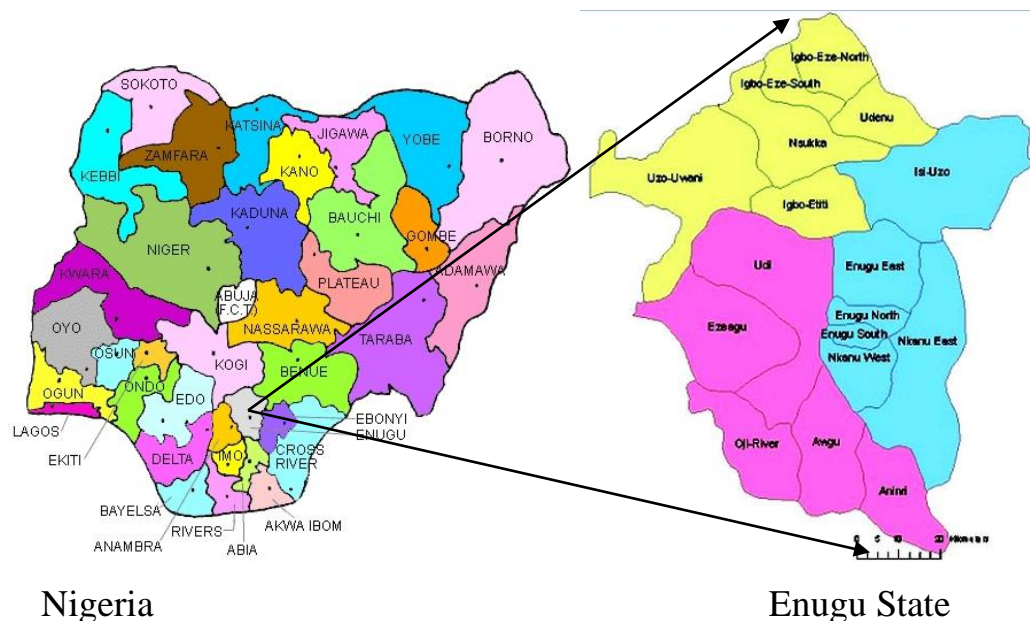 SOKOTO
KATSINA
JIGAWA
YOBE
BORNO
ZAMFARA
KEBBI
KANO
KADUNA
BAUCHI
GOMBE
NIGER
ADAMAWA
KWARA
PLATEAU
ABUJA
(F.C.T)
NASSARAWA
OYO
TARABA
OSUN
KOGI
BENUE
OGUN
ONDO
EDO
LAGOS
EBONYI
ENUGU
EKITI
DELTA
IMO
CROSS
RIVER
BAYELSA
RIVERS
AKWA IBOM
ANAMBRA
ABIA
Nigeria
Igbo-Eze-North
Igbo-Eze-South
Udenu
Nsukka
Isi-Uzo
Uzo-Uwani
Igbo-Etiti
Udi
Enugu East
Ezeagu
Enugu North
Enugu South
Nkanu East
Nkanu West
Oji-River
Awgu
Aninri
0 5 10 20
Enugu State